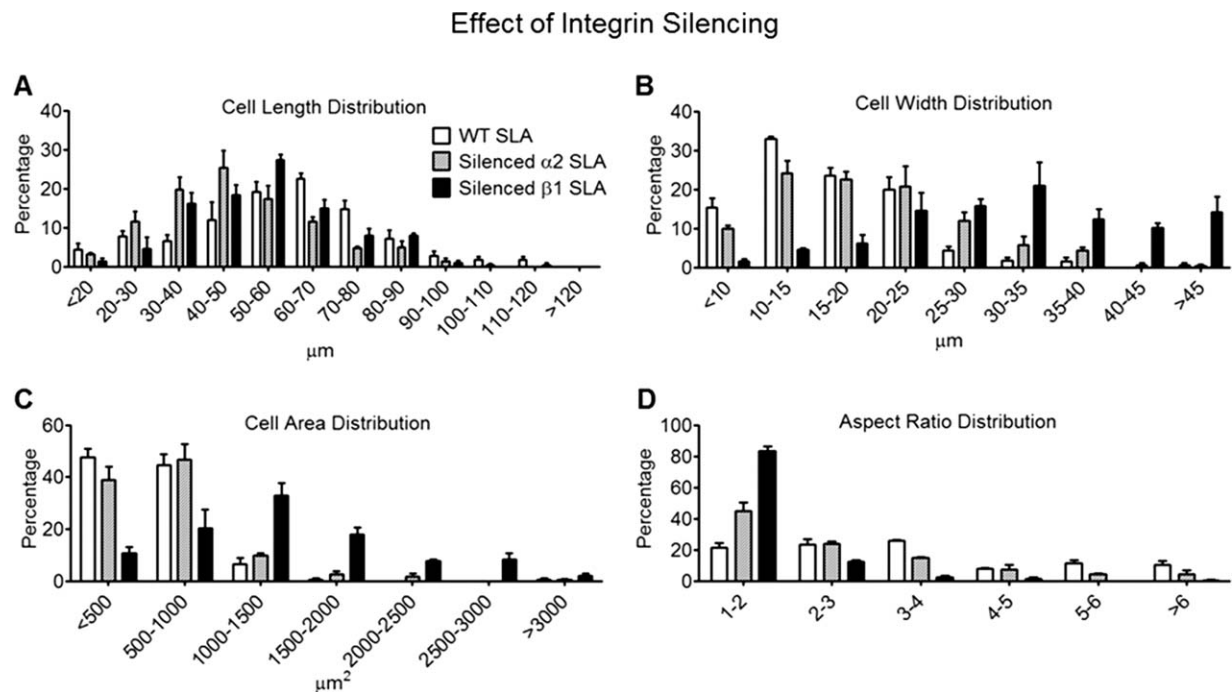 Effect of Integrin Silencing
A
Cell Length Distribution
Percentage
40
30
20
10
0
WT SLA
Silenced α2 SLA
Silenced β1 SLA
<20
20-30
30-40
40-50
50-60
60-70
70-80
80-90
90-100
100-110
110-120
>120
μm
B
Cell Width Distribution
Percentage
40
30
20
10
0
<10
10-15
15-20
20-25
25-30
30-35
35-40
40-45
>45
μm
C
Cell Area Distribution
Percentage
60
40
20
0
<500
500-1000
1000-1500
1500-2000
2000-2500
2500-3000
>3000
μm²
D
Aspect Ratio Distribution
Percentage
100
80
60
40
20
0
1-2
2-3
3-4
4-5
5-6
>6